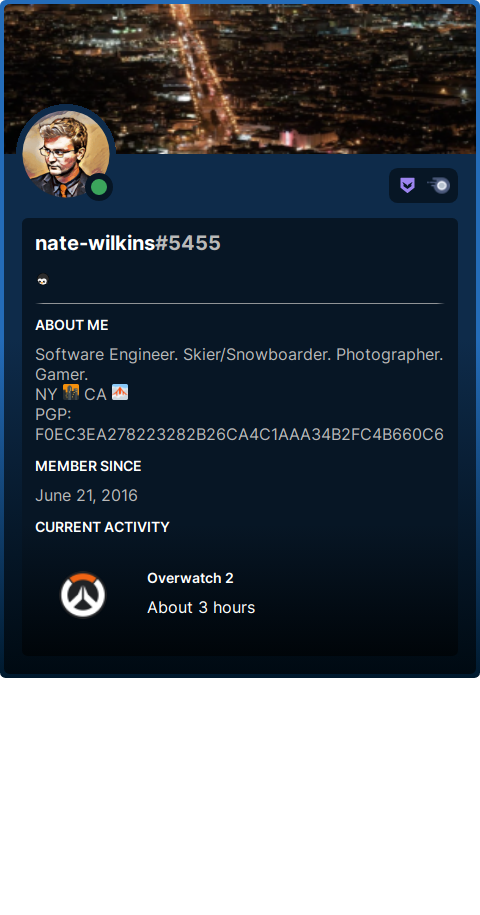 nate-wilkins#5455
ABOUT ME
Software Engineer. Skier/Snowboarder. Photographer.
Gamer.
NY 🌆 CA 🌁
PGP:
F0EC3EA278223282B26CA4C1AAA34B2FC4B660C6
MEMBER SINCE
June 21, 2016
CURRENT ACTIVITY
Overwatch 2
About 3 hours